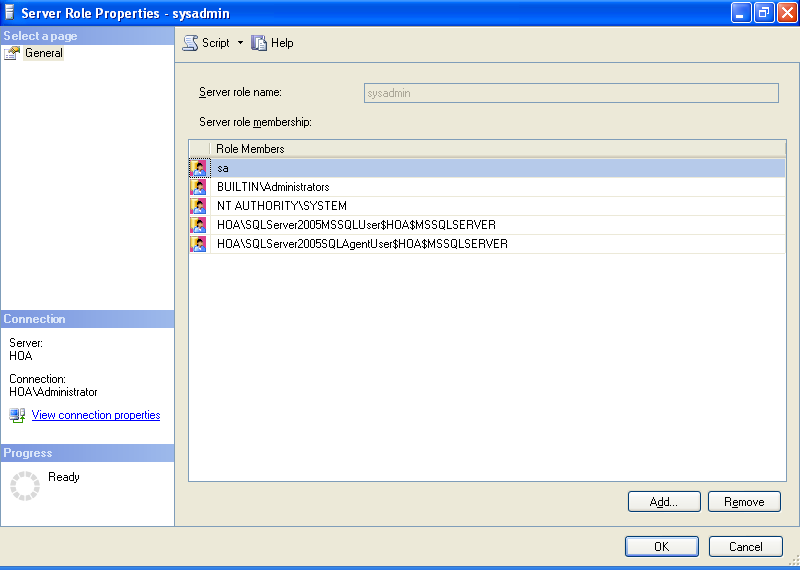 Server Role Properties - sysadmin
Select a page
General
Script Help
Server role name: sysadmin
Server role membership:
Role Members
sa
BUILTIN\Administrators
NT AUTHORITY\SYSTEM
HOA\SQLServer2005MSSQLUser$HOA$MSSQLSERVER
HOA\SQLServer2005SQLAgentUser$HOA$MSSQLSERVER
Connection
Server:
HOA
Connection:
HOA\Administrator
View connection properties
Progress
Ready
Add... Remove
OK Cancel